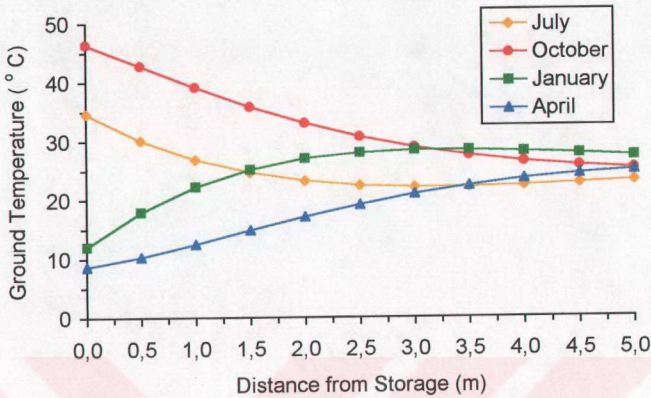 50
40
30
20
10
0
Ground Temperature ( ° C)
July
October
January
April
0,0 0,5 1,0 1,5 2,0 2,5 3,0 3,5 4,0 4,5 5,0
Distance from Storage (m)